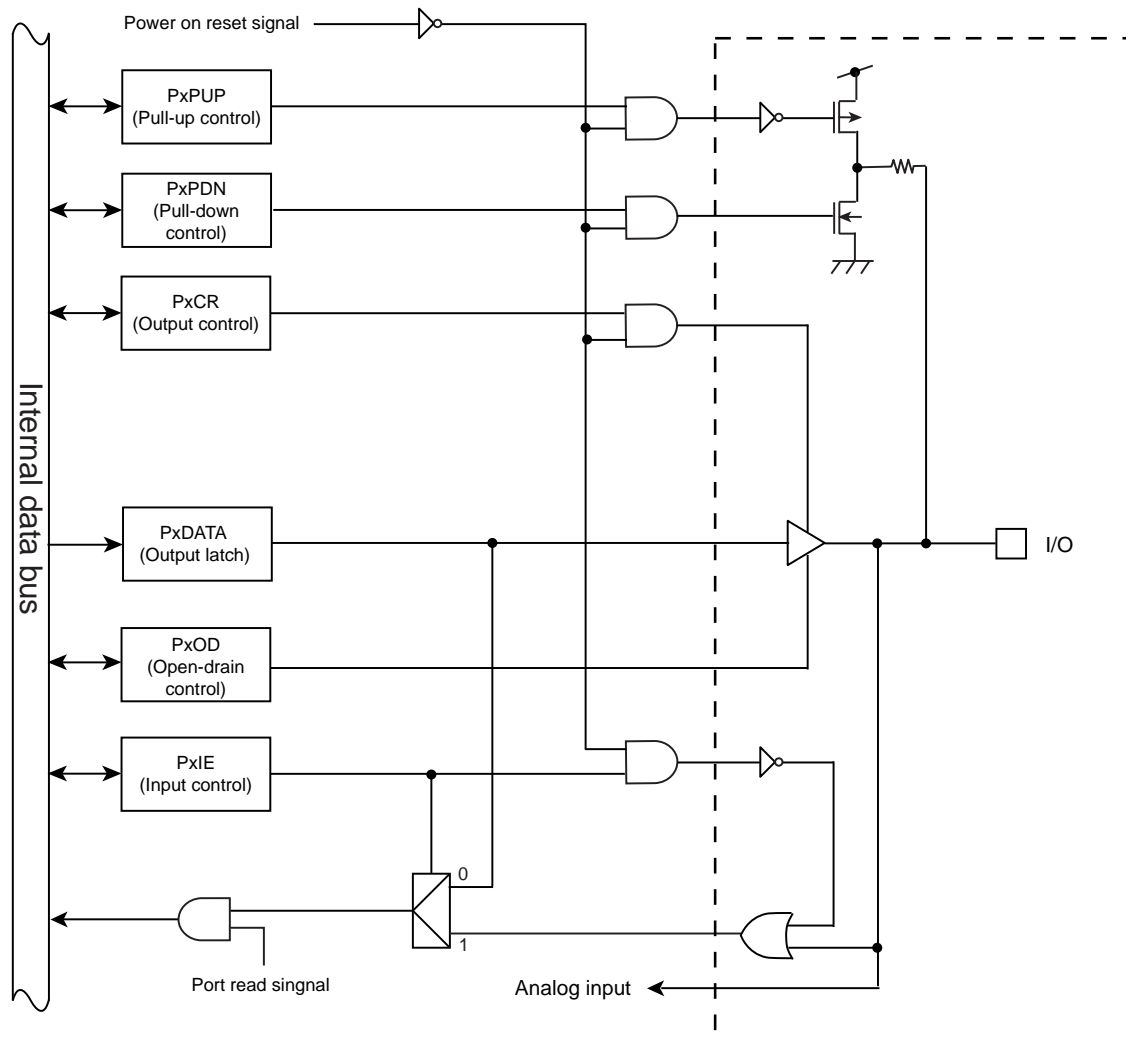 Power on reset signal
PxPUP
(Pull-up control)
PxPDN
(Pull-down
control)
PxCR
(Output control)
Internal data bus
PxDATA
(Output latch)
I/O
PxOD
(Open-drain
control)
PxIE
(Input control)
0
1
Port read singnal
Analog input